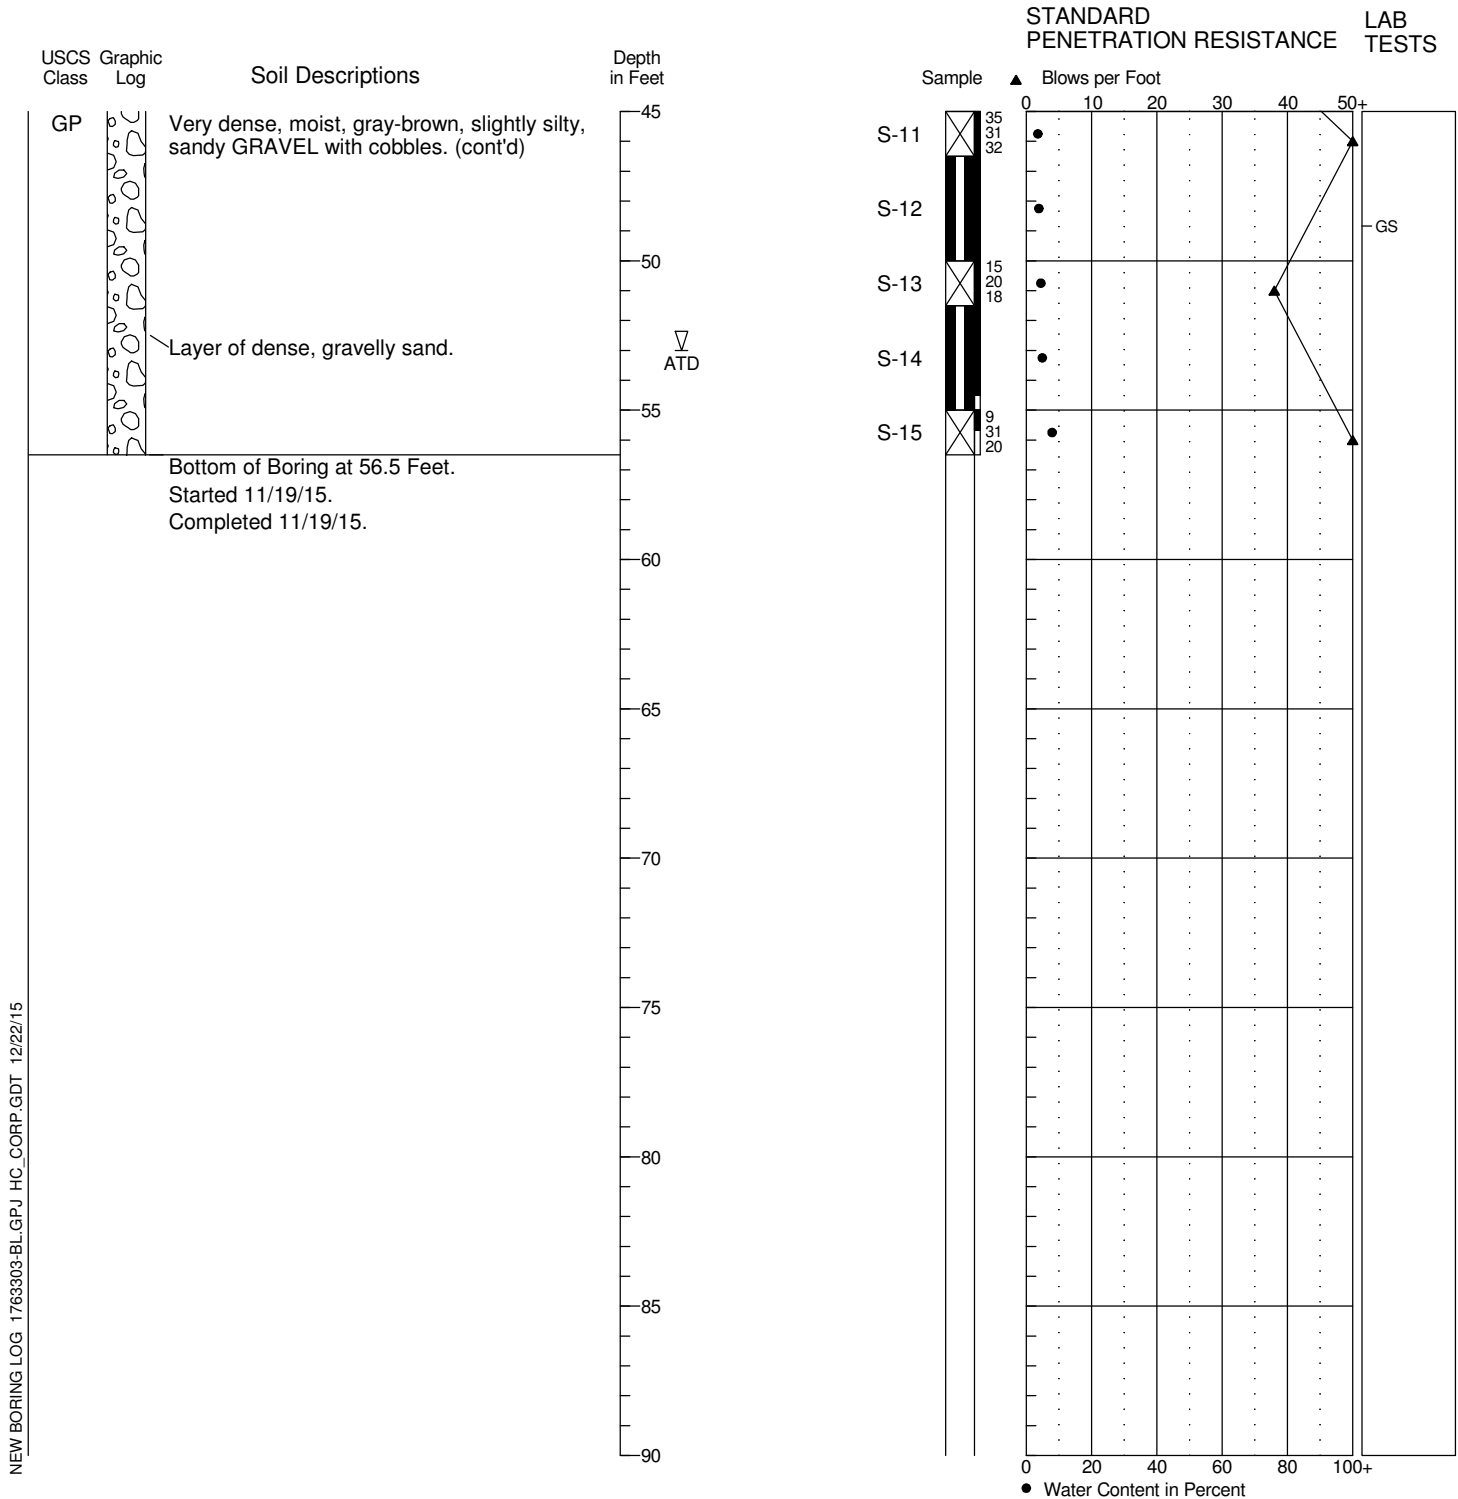 STANDARD
PENETRATION RESISTANCE
LAB
TESTS
USCS Graphic
Class Log
Soil Descriptions
Depth
in Feet
Sample
▲ Blows per Foot
0 10 20 30 40 50+
GP
Very dense, moist, gray-brown, slightly silty,
sandy GRAVEL with cobbles. (cont'd)
45
S-11
35
31
32
S-12
GS
50
S-13
15
20
18
Layer of dense, gravelly sand.
ATD
S-14
55
S-15
9
31
20
Bottom of Boring at 56.5 Feet.
Started 11/19/15.
Completed 11/19/15.
60
65
70
75
80
85
90
0 20 40 60 80 100+
● Water Content in Percent
NEW BORING LOG 1763303-BL.GPJ HC_CORP.GDT 12/22/15